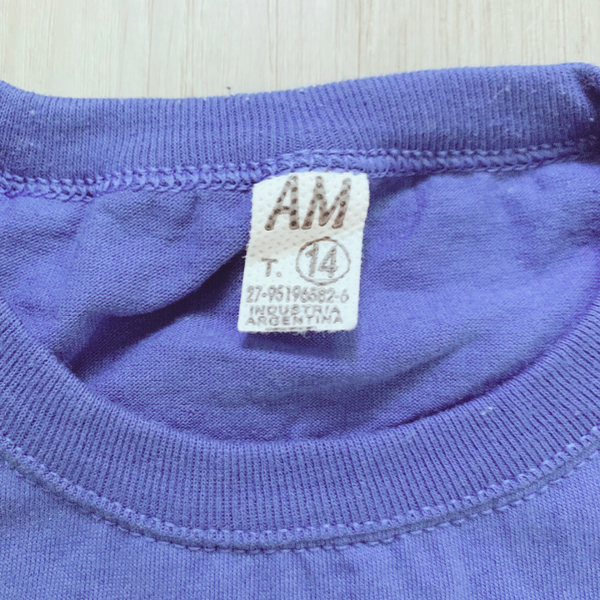 AM
T. 14
27-95196582-6
INDUSTRIA
ARGENTINA